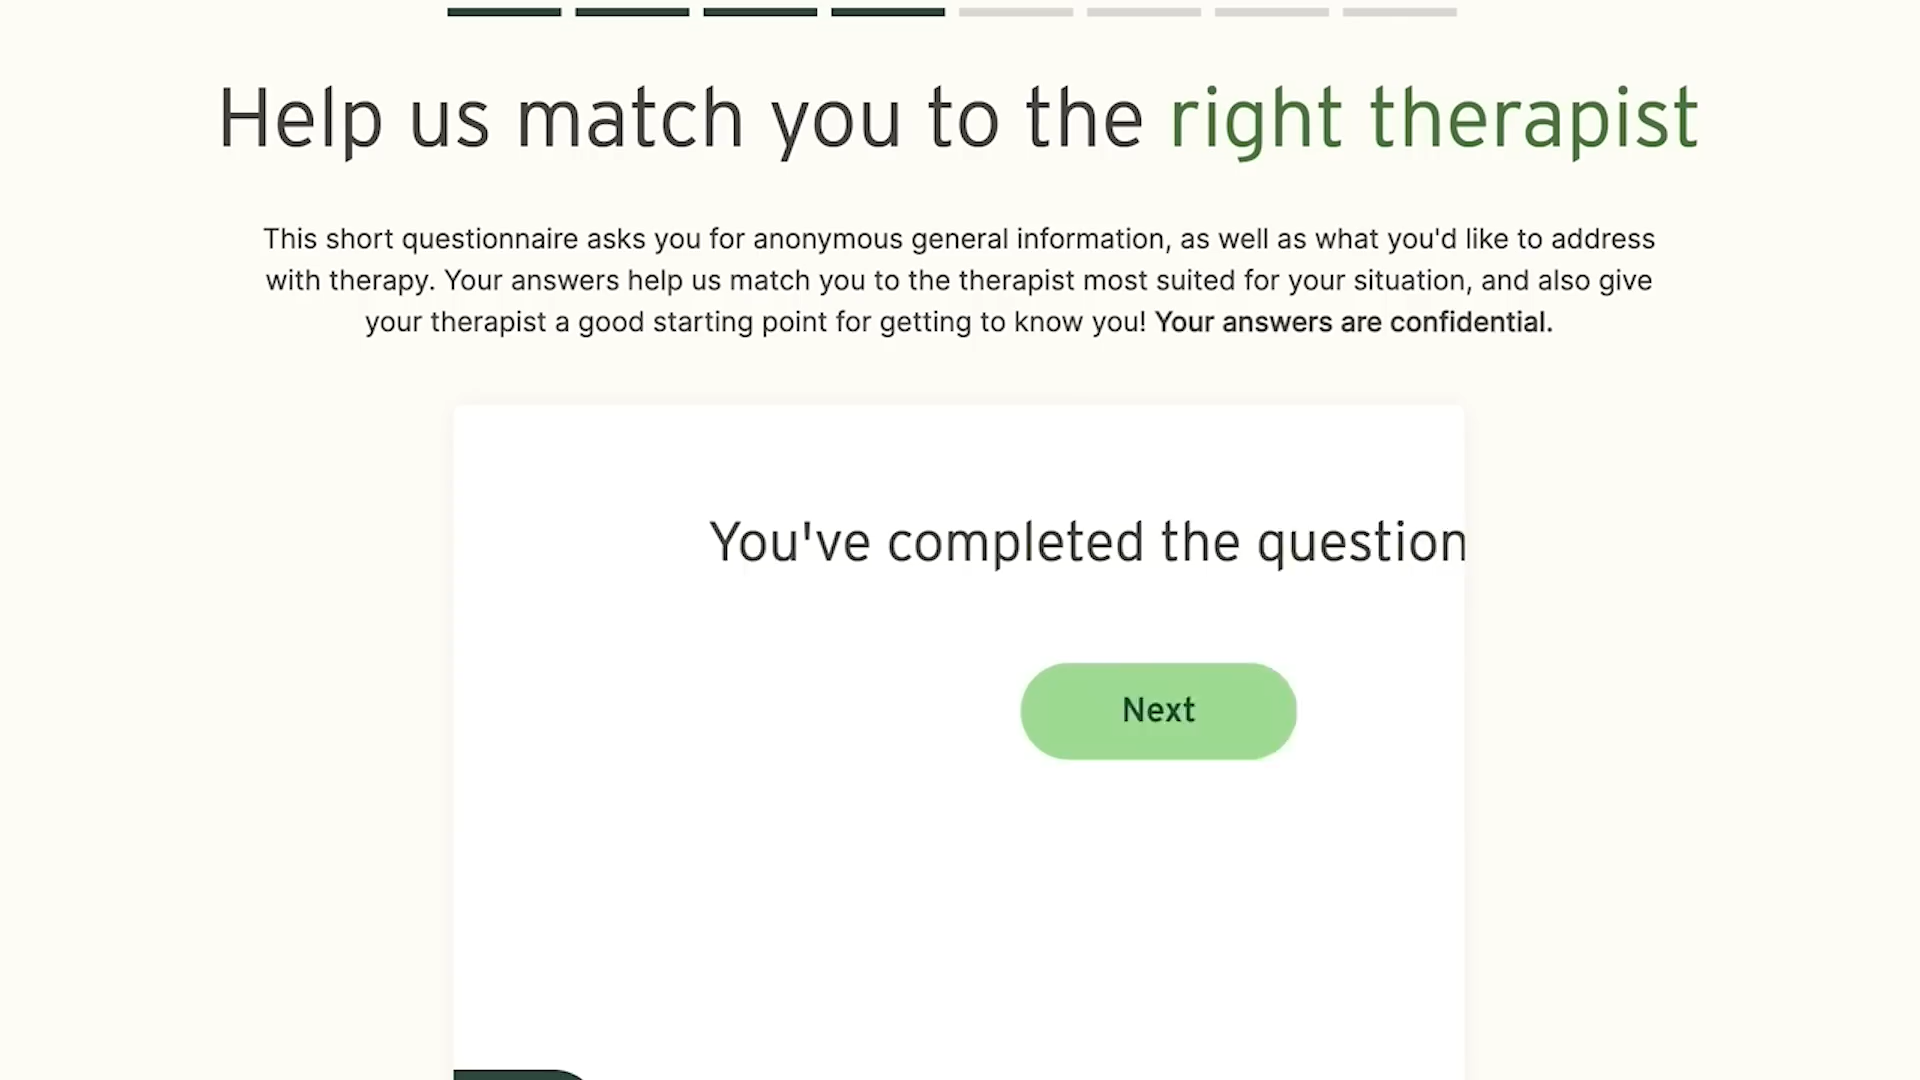 Help us match you to the right therapist
This short questionnaire asks you for anonymous general information, as well as what you'd like to address
with therapy. Your answers help us match you to the therapist most suited for your situation, and also give
your therapist a good starting point for getting to know you! Your answers are confidential.
You've completed the question
Next